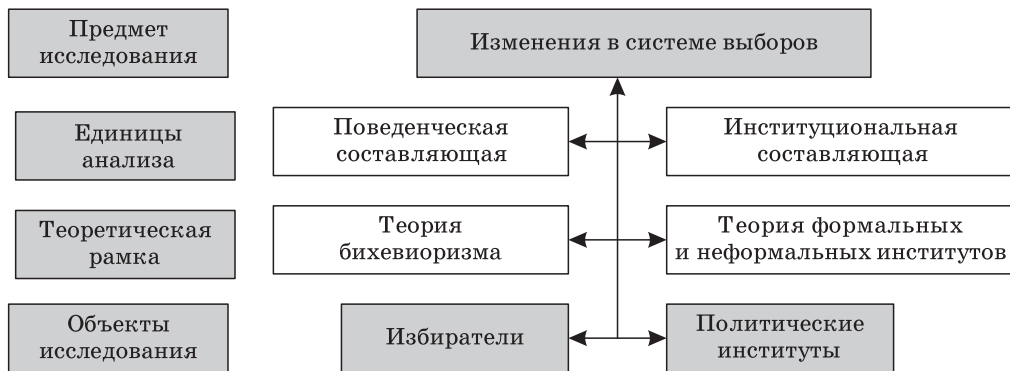 Предмет
исследования
Изменения в системе выборов
Единицы
анализа
Поведенческая
составляющая
Институциональная
составляющая
Теоретическая
рамка
Теория
бихевиоризма
Теория формальных
и неформальных институтов
Объекты
исследования
Избиратели
Политические
институты